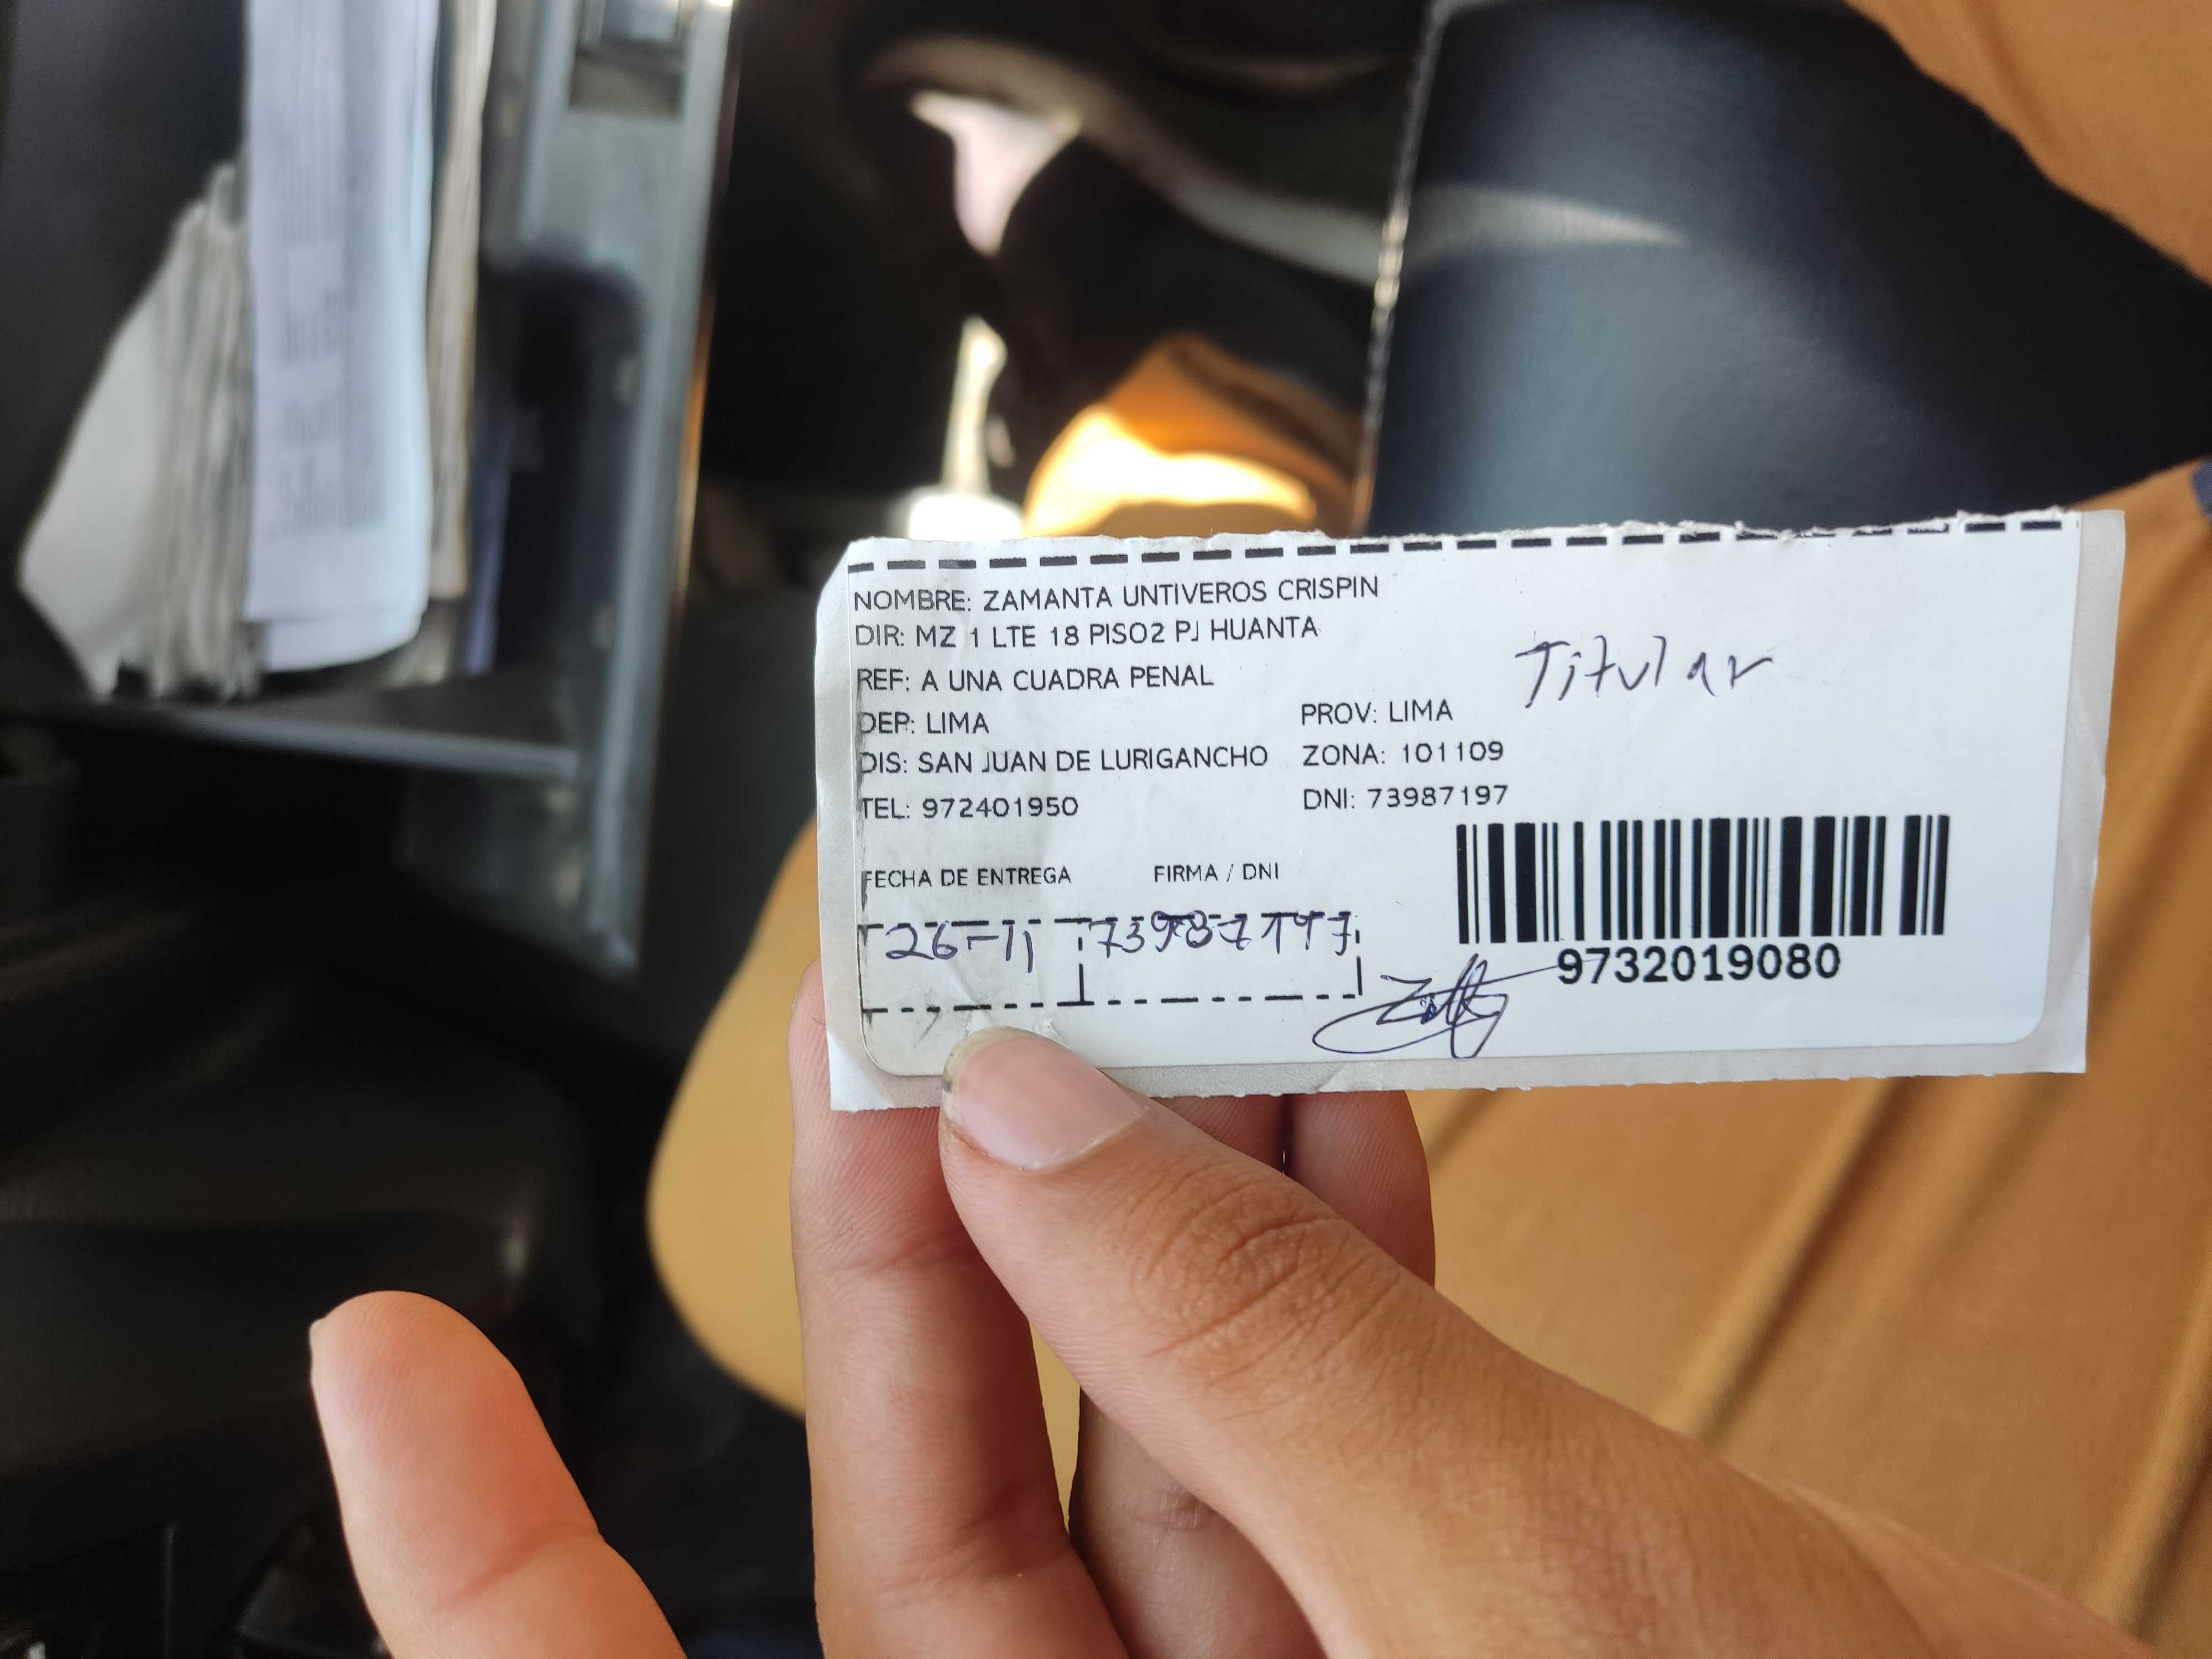 NOMBRE: ZAMANTA UNTIVEROS CRISPIN
DIR: MZ 1 LTE 18 PISO2 PJ HUANTA
REF: A UNA CUADRA PENAL
Titular
DEP: LIMA PROV: LIMA
DIS: SAN JUAN DE LURIGANCHO ZONA: 101109
TEL: 972401950 DNI: 73987197
FECHA DE ENTREGA FIRMA / DNI
26-11 73987197
9732019080